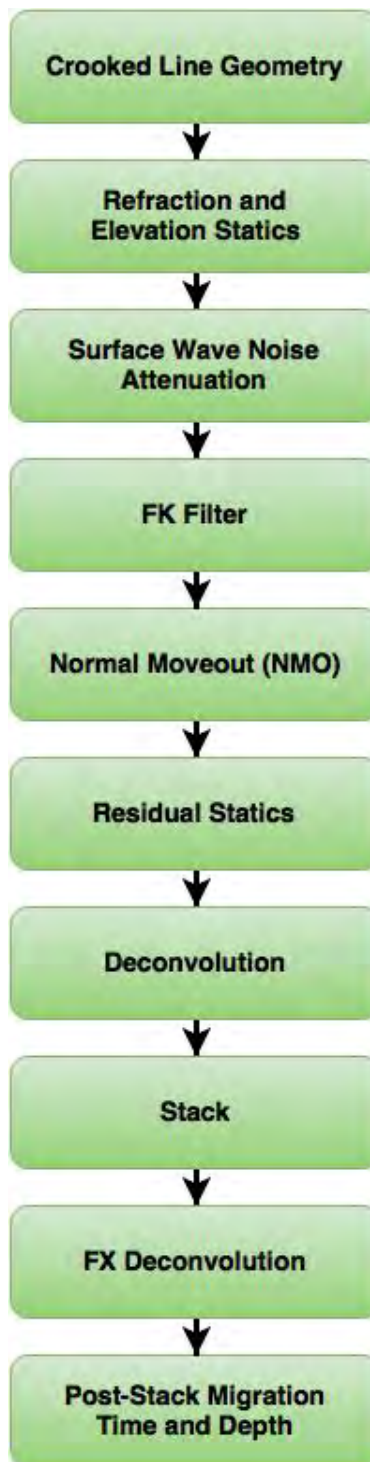 Crooked Line Geometry
Refraction and
Elevation Statics
Surface Wave Noise
Attenuation
FK Filter
Normal Moveout (NMO)
Residual Statics
Deconvolution
Stack
FX Deconvolution
Post-Stack Migration
Time and Depth